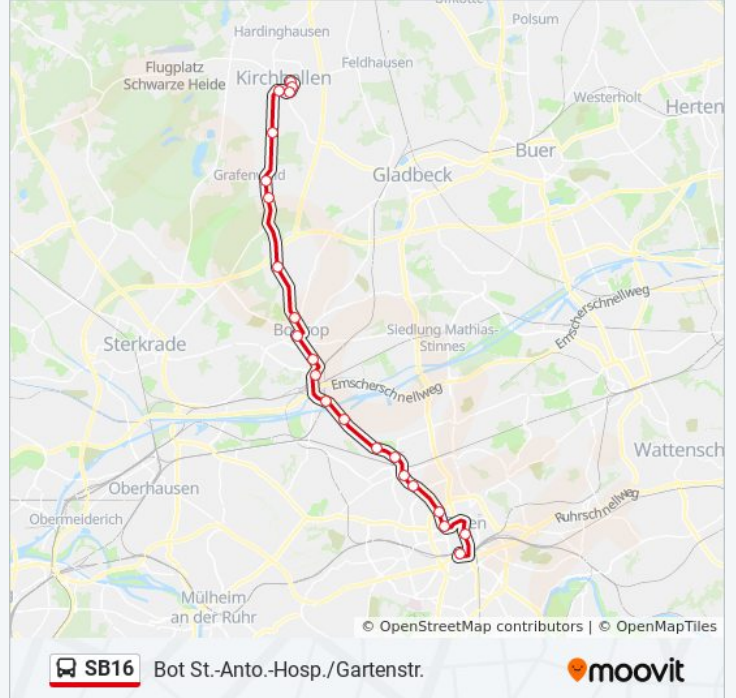 Polsum
Hardinghausen
Feldhausen
Flugplatz
Schwarze Heide
Kirchhellen
Westerholt
Herten
Buer
Gladbeck
Emscherschnellweg
Sterkrade
Siedlung Mathias-
Stinnes
Emscherschnellweg
Wattensch
Oberhausen
Ruhrschnellweg
Obermeiderich
Mülheim
an der Ruhr
© OpenStreetMap contributors | © OpenMapTiles
SB16 Bot St.-Anto.-Hosp./Gartenstr.
moovit